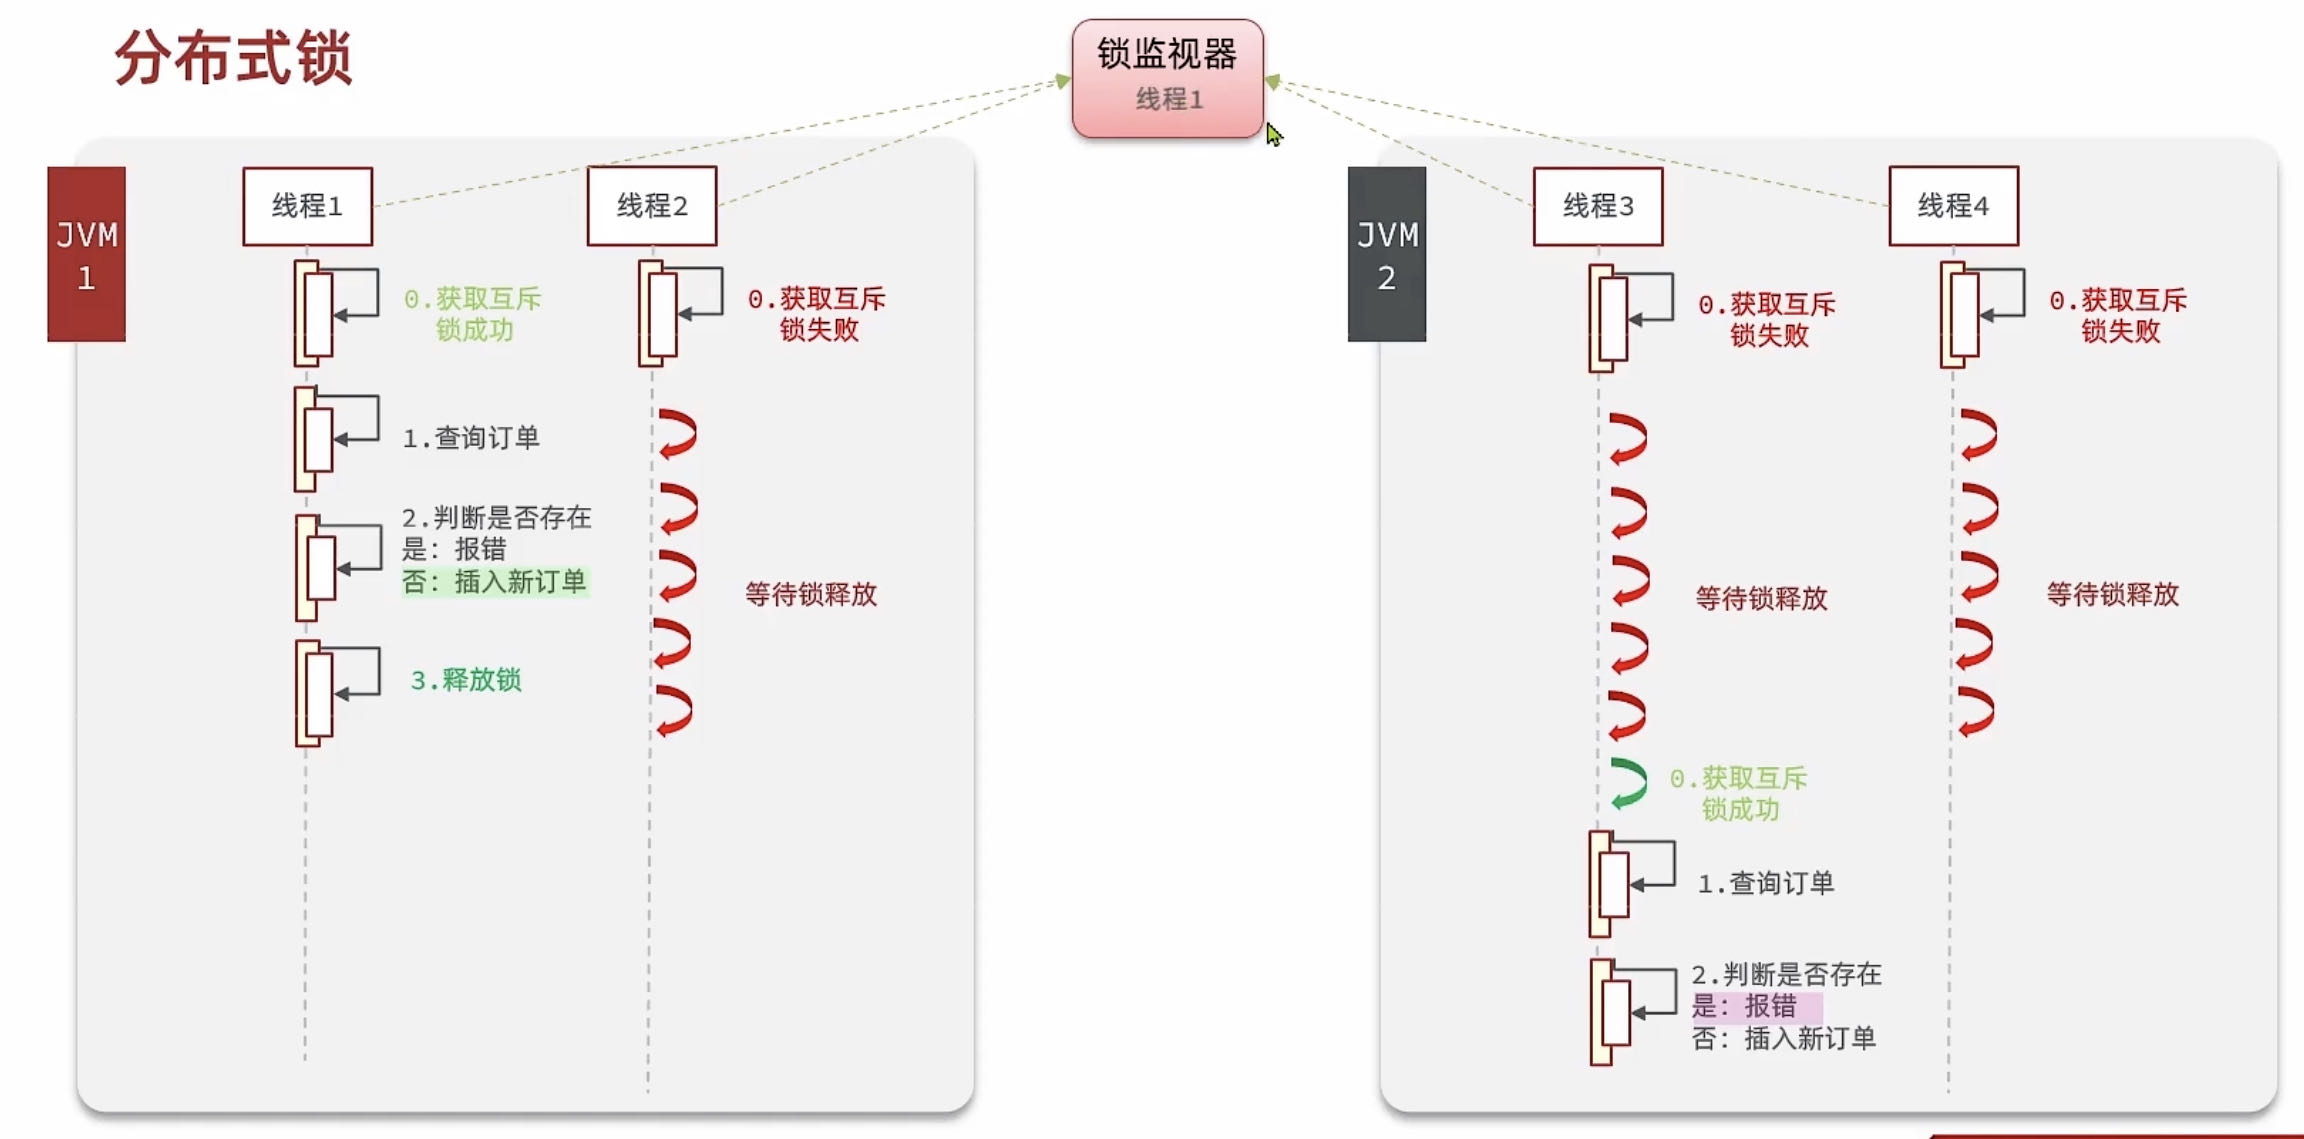 分布式锁
锁监视器
线程1
JVM
1
线程1
0.获取互斥
锁成功
1.查询订单
2.判断是否存在
是：报错
否：插入新订单
3.释放锁
线程2
0.获取互斥
锁失败
等待锁释放
JVM
2
线程3
0.获取互斥
锁失败
等待锁释放
0.获取互斥
锁成功
1.查询订单
2.判断是否存在
是：报错
否：插入新订单
线程4
0.获取互斥
锁失败
等待锁释放